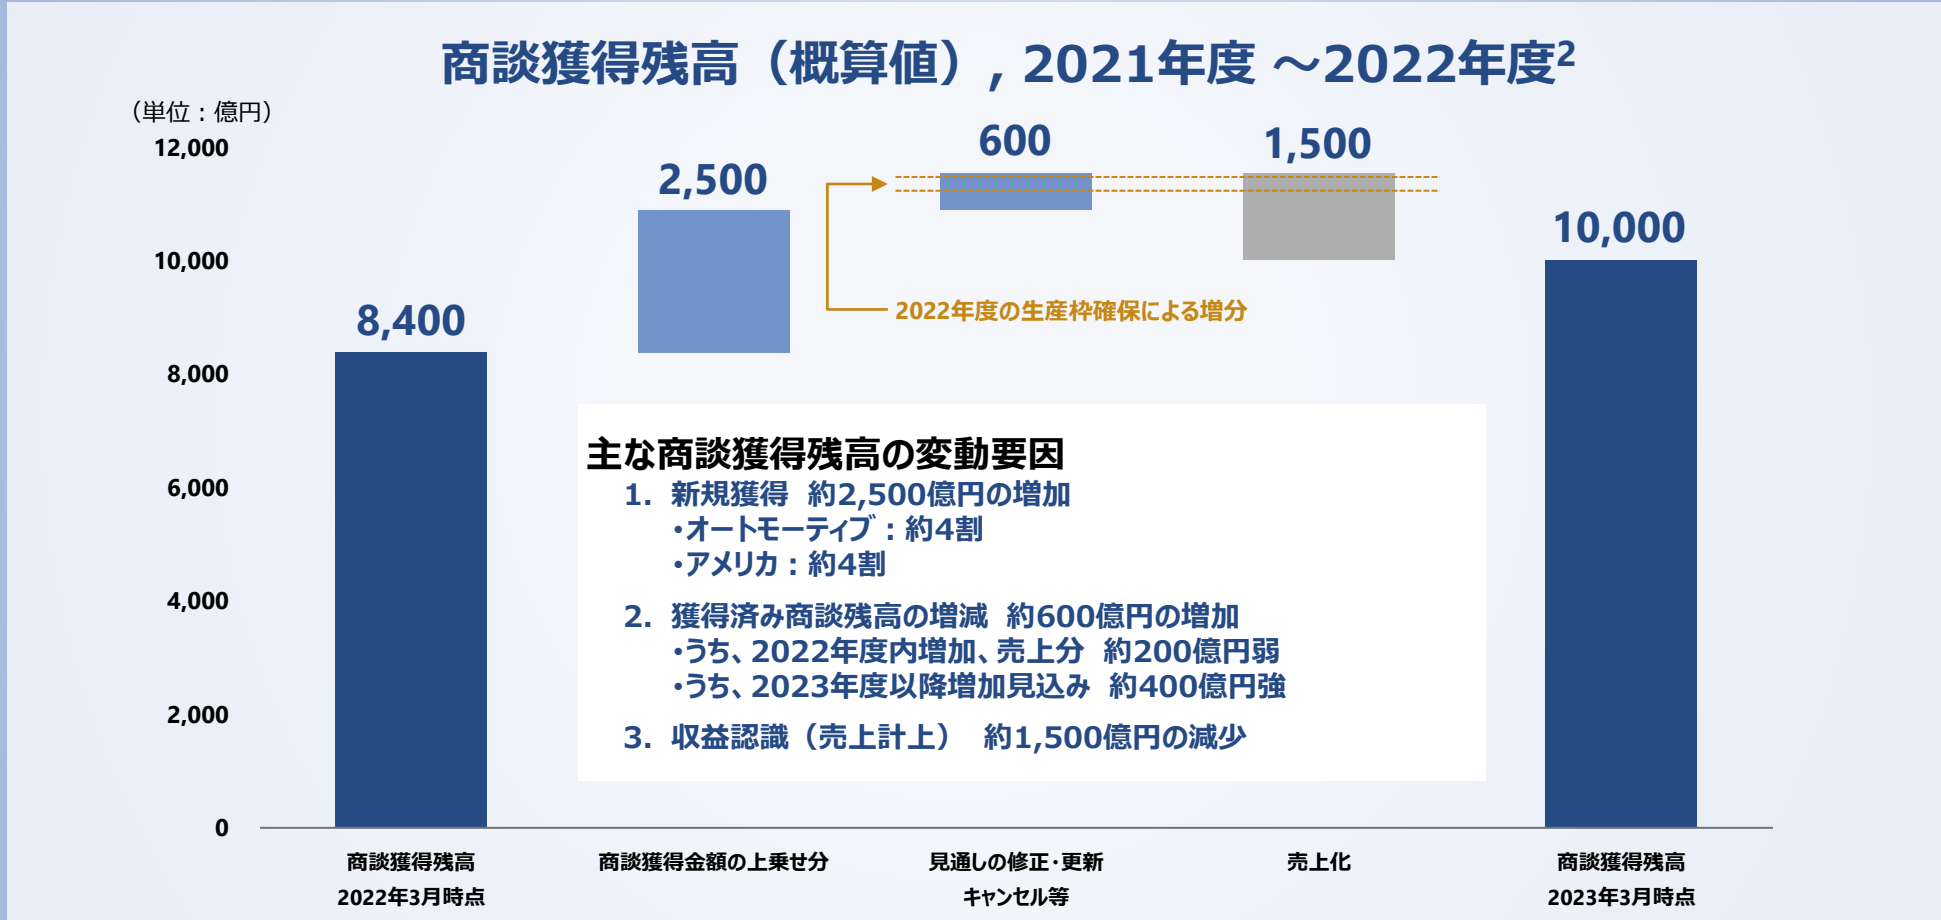 商談獲得残高（概算値）, 2021年度 ～2022年度2
（単位：億円）
12,000
10,000
8,000
6,000
4,000
2,000
0
8,400
2,500
600
1,500
10,000
2022年度の生産枠確保による増分
主な商談獲得残高の変動要因
1. 新規獲得 約2,500億円の増加
・オートモーティブ：約4割
・アメリカ：約4割
2. 獲得済み商談残高の増減 約600億円の増加
・うち、2022年度内増加、売上分 約200億円弱
・うち、2023年度以降増加見込み 約400億円強
3. 収益認識（売上計上） 約1,500億円の減少
商談獲得残高
2022年3月時点
商談獲得金額の上乗せ分
見通しの修正・更新
キャンセル等
売上化
商談獲得残高
2023年3月時点